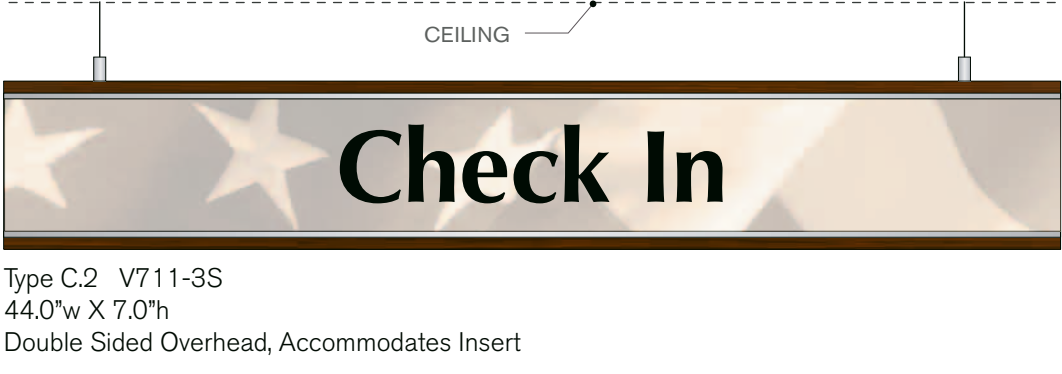 CEILING
Check In
Type C.2 V711-3S
44.0”w X 7.0”h
Double Sided Overhead, Accommodates Insert